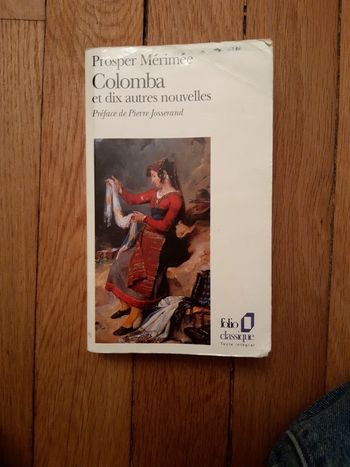 Prosper Mérimée
Colomba
et dix autres nouvelles
Préface de Pierre Josserand
folio
classique
Texte intégral